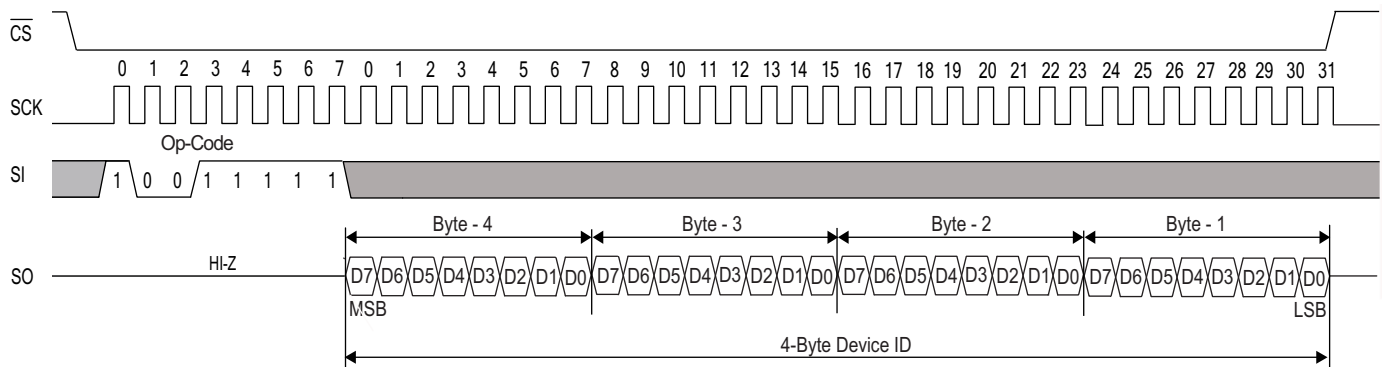 CS
0 1 2 3 4 5 6 7 0 1 2 3 4 5 6 7 8 9 10 11 12 13 14 15 16 17 18 19 20 21 22 23 24 25 26 27 28 29 30 31
SCK
Op-Code
SI 1 0 0 1 1 1 1 1
Byte - 4 Byte - 3 Byte - 2 Byte - 1
SO HI-Z D7 D6 D5 D4 D3 D2 D1 D0 D7 D6 D5 D4 D3 D2 D1 D0 D7 D6 D5 D4 D3 D2 D1 D0 D7 D6 D5 D4 D3 D2 D1 D0
MSB LSB
4-Byte Device ID